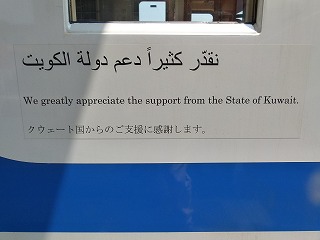 نقدّر كثيراً دعم دولة الكويت
We greatly appreciate the support from the State of Kuwait.
クウェート国からのご支援に感謝します。